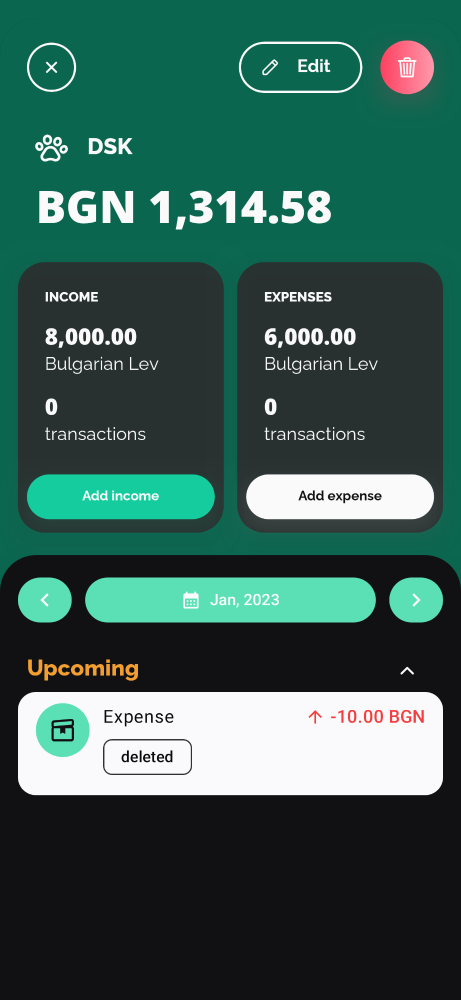 Edit
DSK
BGN 1,314.58
INCOME
8,000.00
Bulgarian Lev
0
transactions
Add income
EXPENSES
6,000.00
Bulgarian Lev
0
transactions
Add expense
Jan, 2023
Upcoming
Expense
-10.00 BGN
deleted